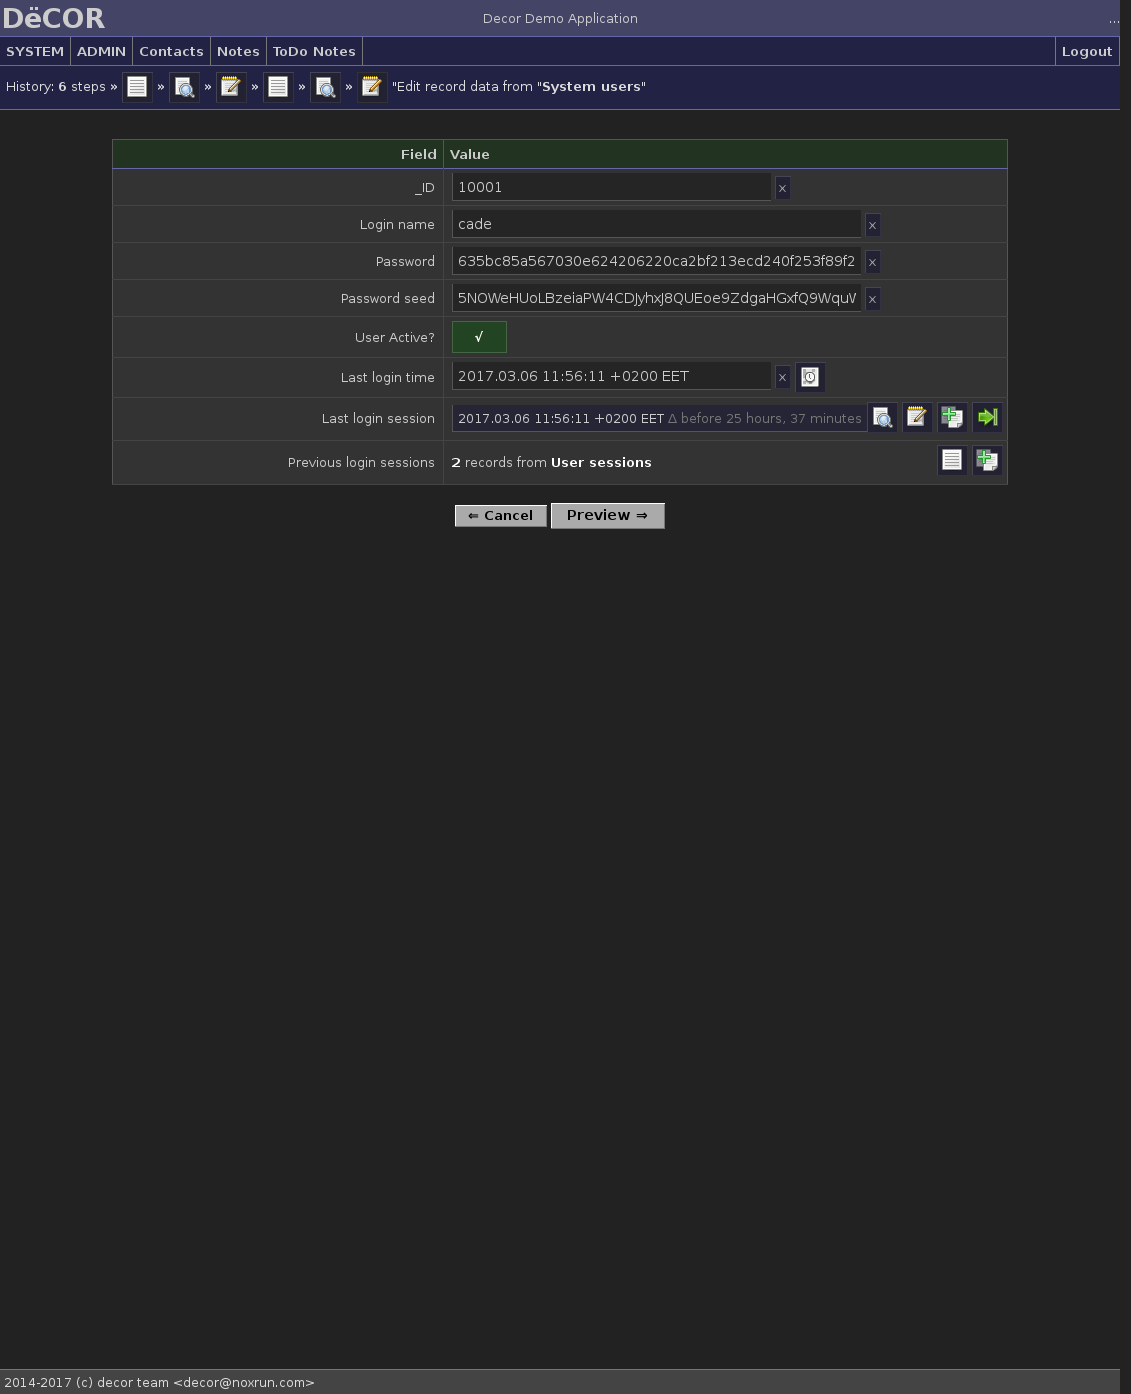 DëCOR
Decor Demo Application
...
SYSTEM ADMIN Contacts Notes ToDo Notes Logout
History: 6 steps » » » » » » "Edit record data from "System users"
Field Value
_ID 10001 x
Login name cade x
Password 635bc85a567030e624206220ca2bf213ecd240f253f89f2 x
Password seed 5NOWeHUoLBzeiaPW4CDJyhxJ8QUEoe9ZdgaHGxfQ9WquW x
User Active? √
Last login time 2017.03.06 11:56:11 +0200 EET x
Last login session 2017.03.06 11:56:11 +0200 EET Δ before 25 hours, 37 minutes
Previous login sessions 2 records from User sessions
⇐ Cancel Preview ⇒
2014-2017 (c) decor team <decor@noxrun.com>